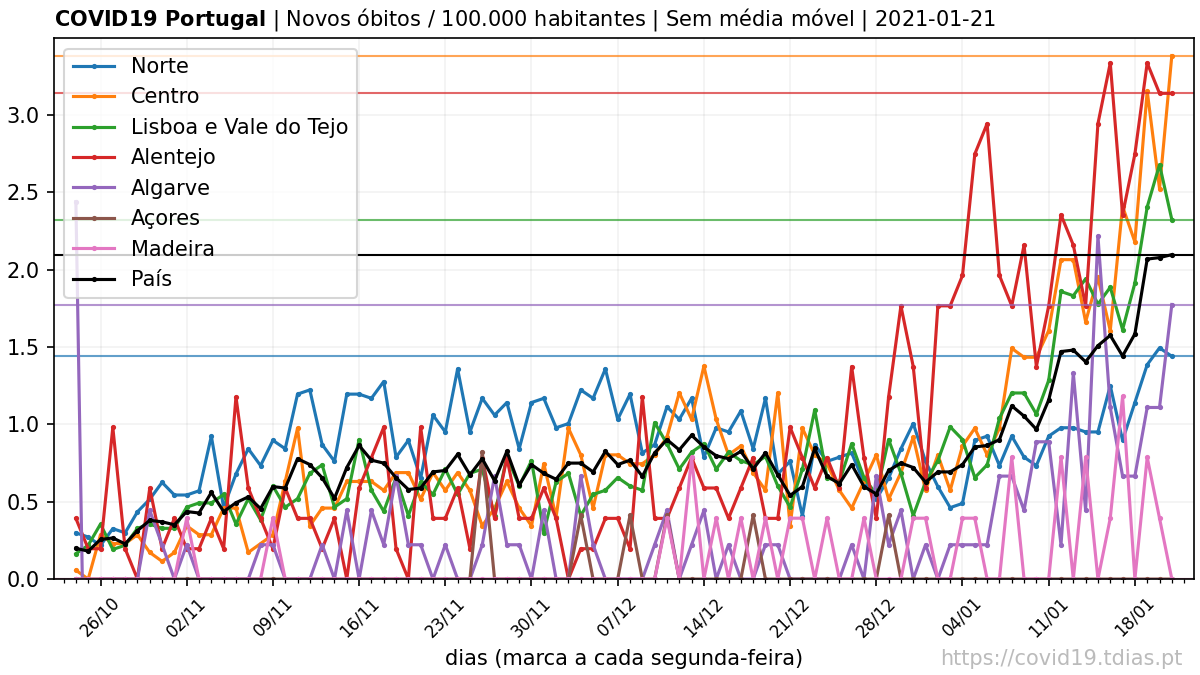 COVID19 Portugal | Novos óbitos / 100.000 habitantes | Sem média móvel | 2021-01-21
Norte
Centro
Lisboa e Vale do Tejo
Alentejo
Algarve
Açores
Madeira
País
3.0
2.5
2.0
1.5
1.0
0.5
0.0
26/10 02/11 09/11 16/11 23/11 30/11 07/12 14/12 21/12 28/12 04/01 11/01 18/01
dias (marca a cada segunda-feira)
https://covid19.tdias.pt